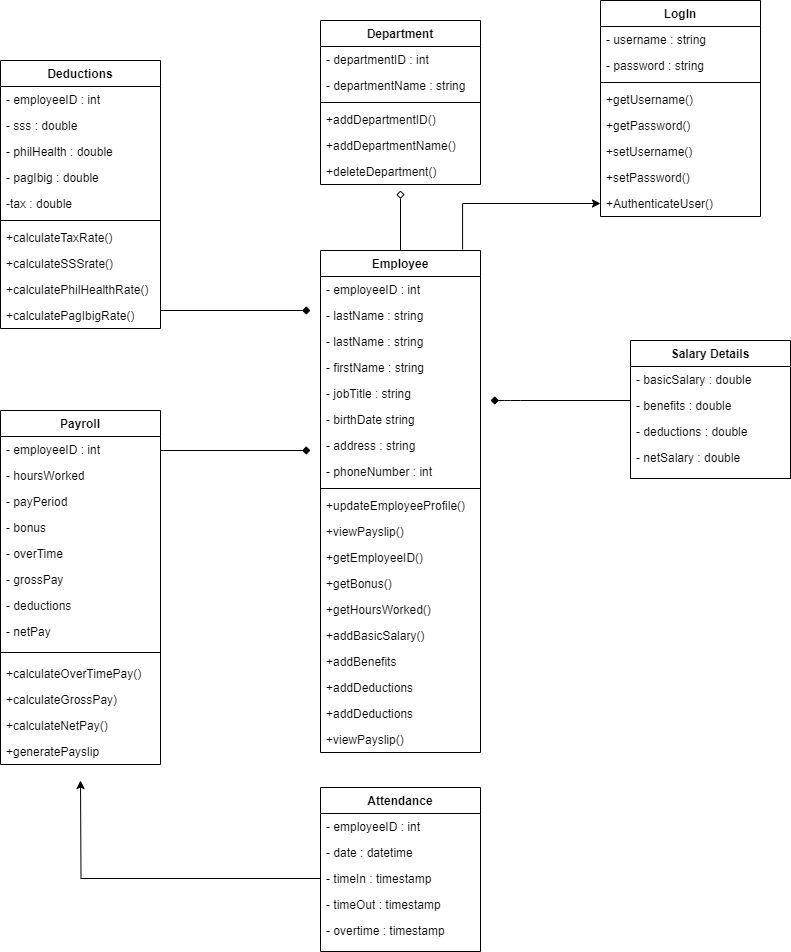 LogIn
- username : string
- password : string
+getUsername()
+getPassword()
+setUsername()
+setPassword()
+AuthenticateUser()
Department
- departmentID : int
- departmentName : string
+addDepartmentID()
+addDepartmentName()
+deleteDepartment()
Deductions
- employeeID : int
- sss : double
- philHealth : double
- pagIbig : double
-tax : double
+calculateTaxRate()
+calculateSSSrate()
+calculatePhilHealthRate()
+calculatePagIbigRate()
Employee
- employeeID : int
- lastName : string
- lastName : string
- firstName : string
- jobTitle : string
- birthDate string
- address : string
- phoneNumber : int
+updateEmployeeProfile()
+viewPayslip()
+getEmployeeID()
+getBonus()
+getHoursWorked()
+addBasicSalary()
+addBenefits
+addDeductions
+addDeductions
+viewPayslip()
Salary Details
- basicSalary : double
- benefits : double
- deductions : double
- netSalary : double
Payroll
- employeeID : int
- hoursWorked
- payPeriod
- bonus
- overTime
- grossPay
- deductions
- netPay
+calculateOverTimePay()
+calculateGrossPay)
+calculateNetPay()
+generatePayslip
Attendance
- employeeID : int
- date : datetime
- timeIn : timestamp
- timeOut : timestamp
- overtime : timestamp